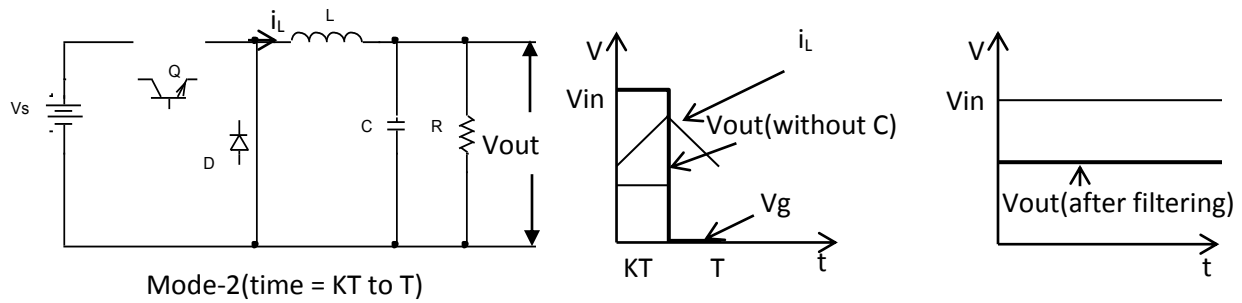 iL
L
Q
Vs
D
C
R
Vout
Mode-2(time = KT to T)
V
iL
Vin
Vout(without C)
Vg
KT
T
t
V
Vin
Vout(after filtering)
t